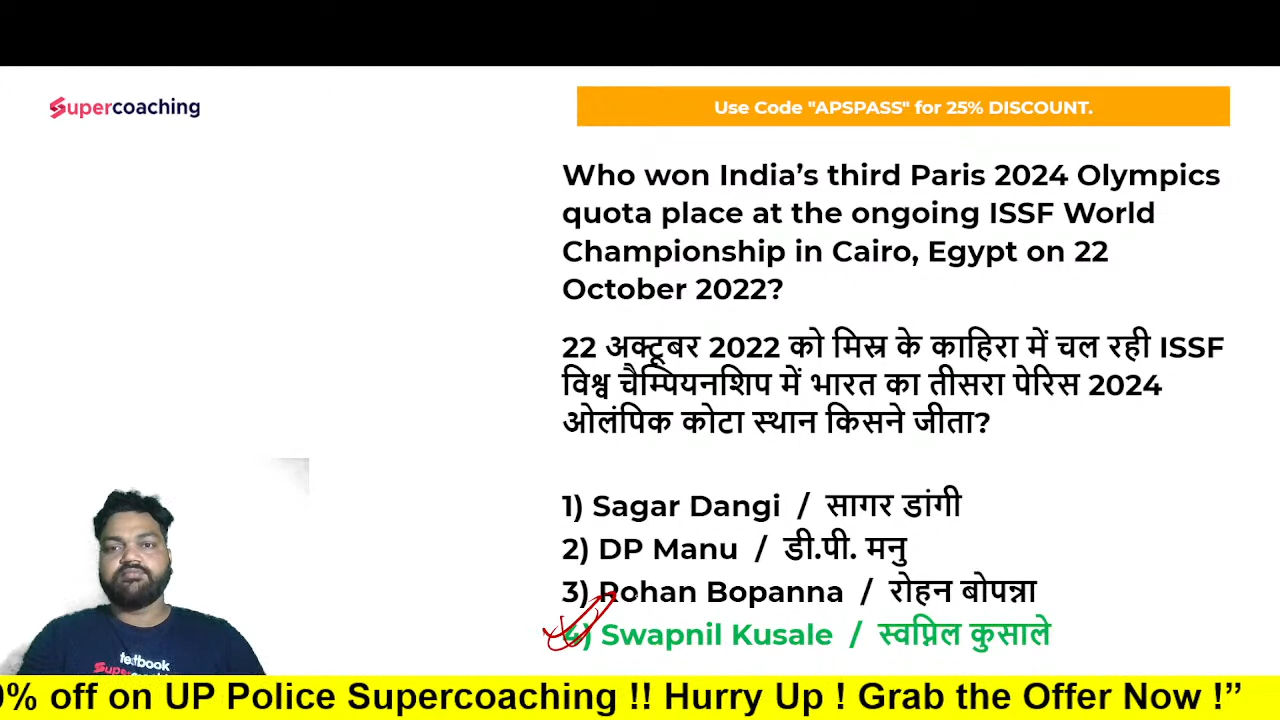 Supercoaching
Use Code "APSPASS" for 25% DISCOUNT.
Who won India’s third Paris 2024 Olympics
quota place at the ongoing ISSF World
Championship in Cairo, Egypt on 22
October 2022?
22 अक्टूबर 2022 को मिस्र के काहिरा में चल रही ISSF
विश्व चैम्पियनशिप में भारत का तीसरा पेरिस 2024
ओलंपिक कोटा स्थान किसने जीता?
1) Sagar Dangi / सागर डांगी
2) DP Manu / डी.पी. मनु
3) Rohan Bopanna / रोहन बोपन्ना
4) Swapnil Kusale / स्वप्निल कुसाले
testbook
% off on UP Police Supercoaching !! Hurry Up ! Grab the Offer Now !”